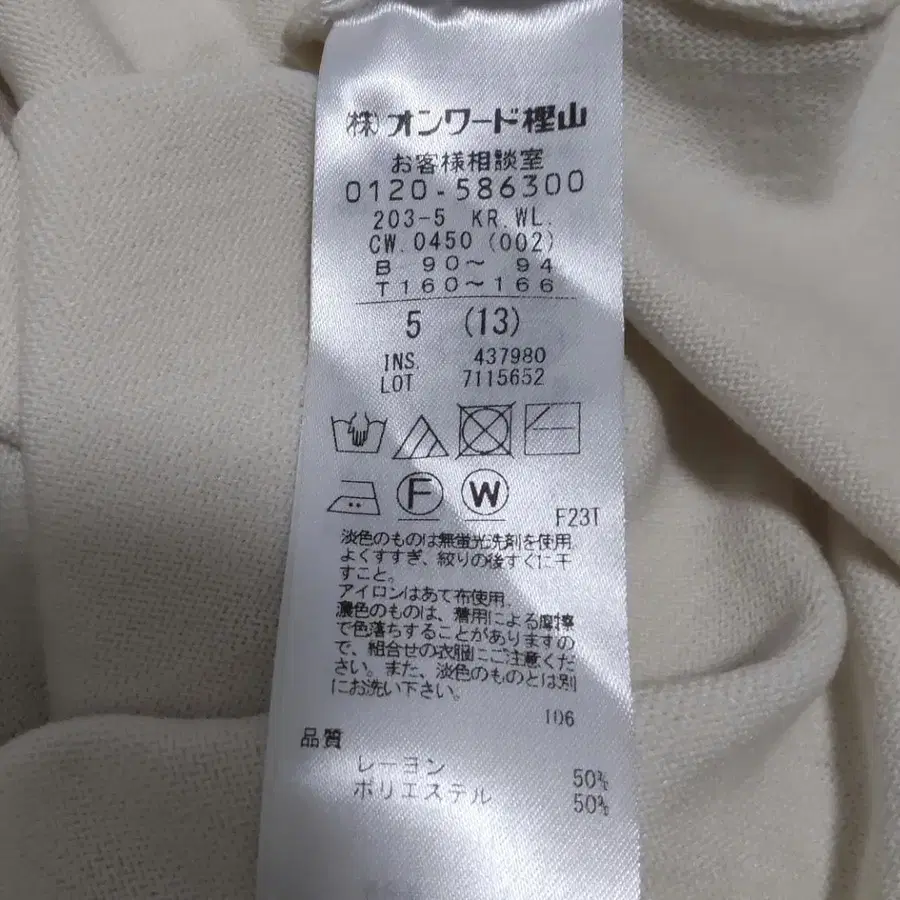 ㈱オンワード樫山
お客様相談室
0120-586300
203-5 KR.WL.
CW.0450(002)
B 90～ 94
T160～166
5 (13)
INS. 437980
LOT 7115652
F W
F23T
淡色のものは無蛍光洗剤を使用。
よくすすぎ、絞りの後すぐに干
すこと。
アイロンはあて布使用。
濃色のものは、着用による摩擦
で色落ちすることがありますの
で、組合せの衣服にご注意くだ
さい。また、淡色のものとは別
にお洗い下さい。
106
品質
レーヨン 50%
ポリエステル 50%